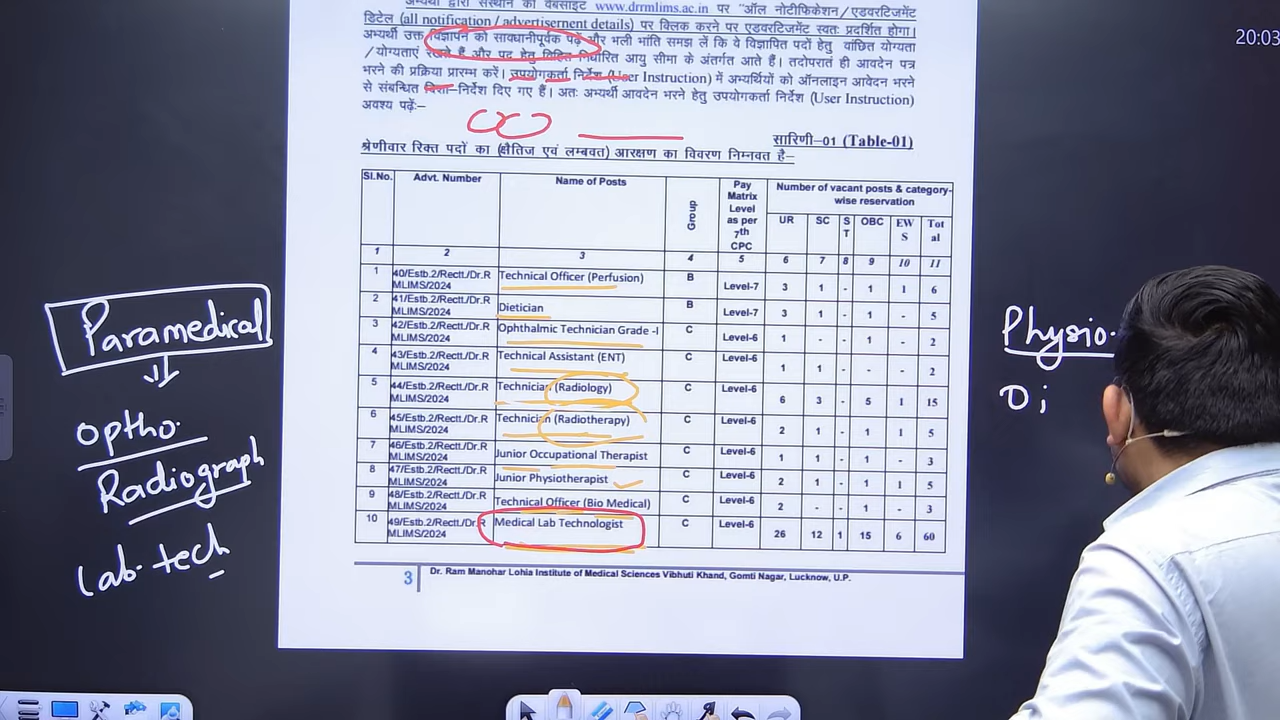 अभ्यर्थी द्वारा संस्थान की वेबसाइट www.drrmlims.ac.in पर "ऑल नोटीफिकेशन/एडवरटिजमेंट
डिटेल (all notification / advertisernent details) पर क्लिक करने पर एडवरटिजमेंट स्वतः प्रदर्शित होगा।
अभ्यर्थी उक्त विज्ञापन को सावधानीपूर्वक पढ़ें और भली भांति समझ लें कि वे विज्ञापित पदों हेतु वांछित योग्यता
/योग्यताएं रखते हैं और पद हेतु विहित निर्धारित आयु सीमा के अंतर्गत आते हैं। तदोपरांत ही आवदेन पत्र
भरने की प्रक्रिया प्रारम्भ करें। उपयोगकर्ता निर्देश (User Instruction) में अभ्यर्थियों को ऑनलाइन आवेदन भरने
से संबन्धित दिशा–निर्देश दिए गए हैं। अतः अभ्यर्थी आवदेन भरने हेतु उपयोगकर्ता निर्देश (User Instruction)
अवश्य पढ़ें:–
20:03
सारिणी–01 (Table-01)
श्रेणीवार रिक्त पदों का (क्षैतिज एवं लम्बवत) आरक्षण का विवरण निम्नवत है–
Sl.No. Advt. Number Name of Posts Group Pay Matrix Level as per 7th CPC Number of vacant posts & category-wise reservation
UR SC ST OBC EWS Total
1 2 3 4 5 6 7 8 9 10 11
1 40/Estb.2/Rectt./Dr.RMLIMS/2024 Technical Officer (Perfusion) B Level-7 3 1 - 1 1 6
2 41/Estb.2/Rectt./Dr.RMLIMS/2024 Dietician B Level-7 3 1 - 1 - 5
3 42/Estb.2/Rectt./Dr.RMLIMS/2024 Ophthalmic Technician Grade -I C Level-6 1 - - 1 - 2
4 43/Estb.2/Rectt./Dr.RMLIMS/2024 Technical Assistant (ENT) C Level-6 1 1 - - - 2
5 44/Estb.2/Rectt./Dr.RMLIMS/2024 Technician (Radiology) C Level-6 6 3 - 5 1 15
6 45/Estb.2/Rectt./Dr.RMLIMS/2024 Technician (Radiotherapy) C Level-6 2 1 - 1 1 5
7 46/Estb.2/Rectt./Dr.RMLIMS/2024 Junior Occupational Therapist C Level-6 1 1 - 1 - 3
8 47/Estb.2/Rectt./Dr.RMLIMS/2024 Junior Physiotherapist C Level-6 2 1 - 1 1 5
9 48/Estb.2/Rectt./Dr.RMLIMS/2024 Technical Officer (Bio Medical) C Level-6 2 - - 1 - 3
10 49/Estb.2/Rectt./Dr.RMLIMS/2024 Medical Lab Technologist C Level-6 26 12 1 15 6 60
3 Dr. Ram Manohar Lohia Institute of Medical Sciences Vibhuti Khand, Gomti Nagar, Lucknow, U.P.
Paramedical
Optho.
Radiograph
Lab. tech
Physio.
Di